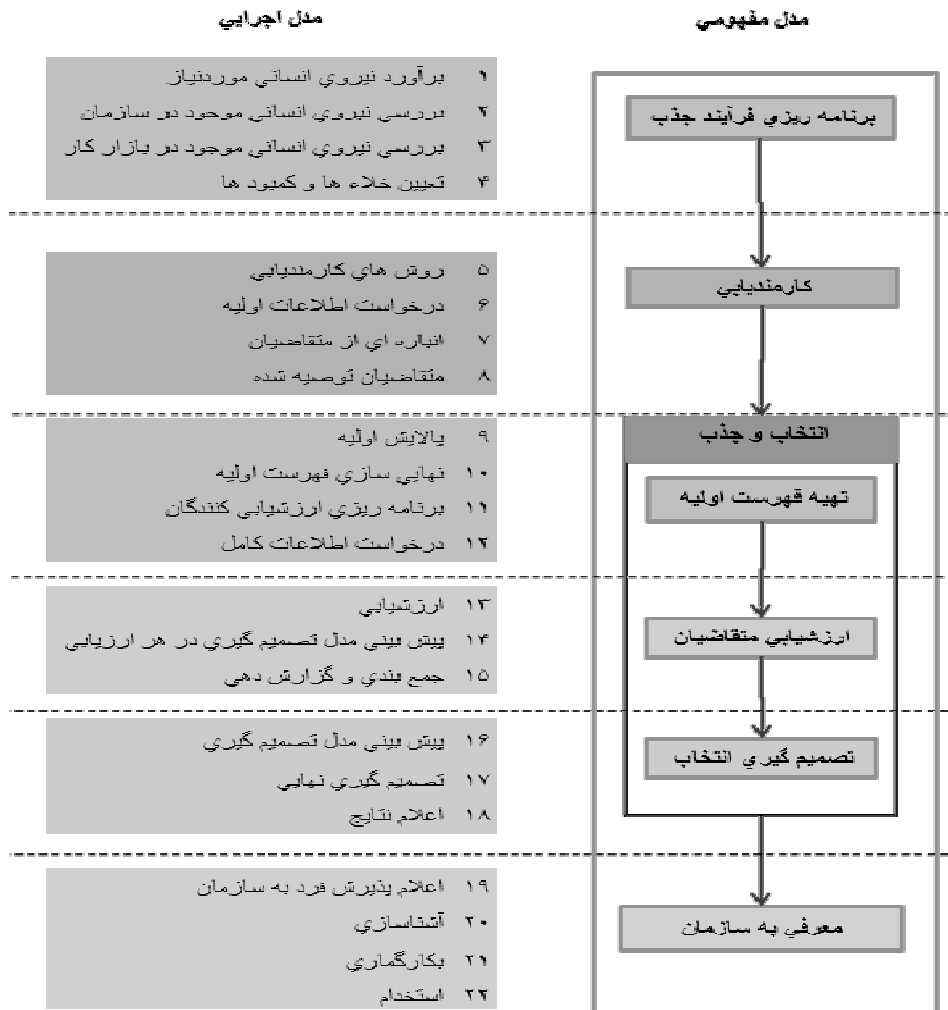 مدل مفهومي
مدل اجرايي
برنامه ريزي فرآيند جذب
۱ برآورد نيروي انساني موردنياز
۲ بررسي نيروي انساني موجود در سازمان
۳ بررسي نيروي انساني موجود در بازار كار
۴ تعيين خلاء ها و كمبود ها
كارمنديابي
۵ روش هاي كارمنديابي
۶ درخواست اطلاعات اوليه
۷ انباره اي از متقاضيان
۸ متقاضيان توصيه شده
انتخاب و جذب
تهيه فهرست اوليه
۹ پالايش اوليه
۱۰ نهايي سازي فهرست اوليه
۱۱ برنامه ريزي ارزشيابي كنندگان
۱۲ درخواست اطلاعات كامل
ارزشيابي متقاضيان
۱۳ ارزشيابي
۱۴ پيش بيني مدل تصميم گيري در هر ارزيابي
۱۵ جمع بندي و گزارش دهي
تصميم گيري انتخاب
۱۶ پيش بيني مدل تصميم گيري
۱۷ تصميم گيري نهايي
۱۸ اعلام نتايج
معرفي به سازمان
۱۹ اعلام پذيرش فرد به سازمان
۲۰ آشناسازي
۲۱ بكارگماري
۲۲ استخدام